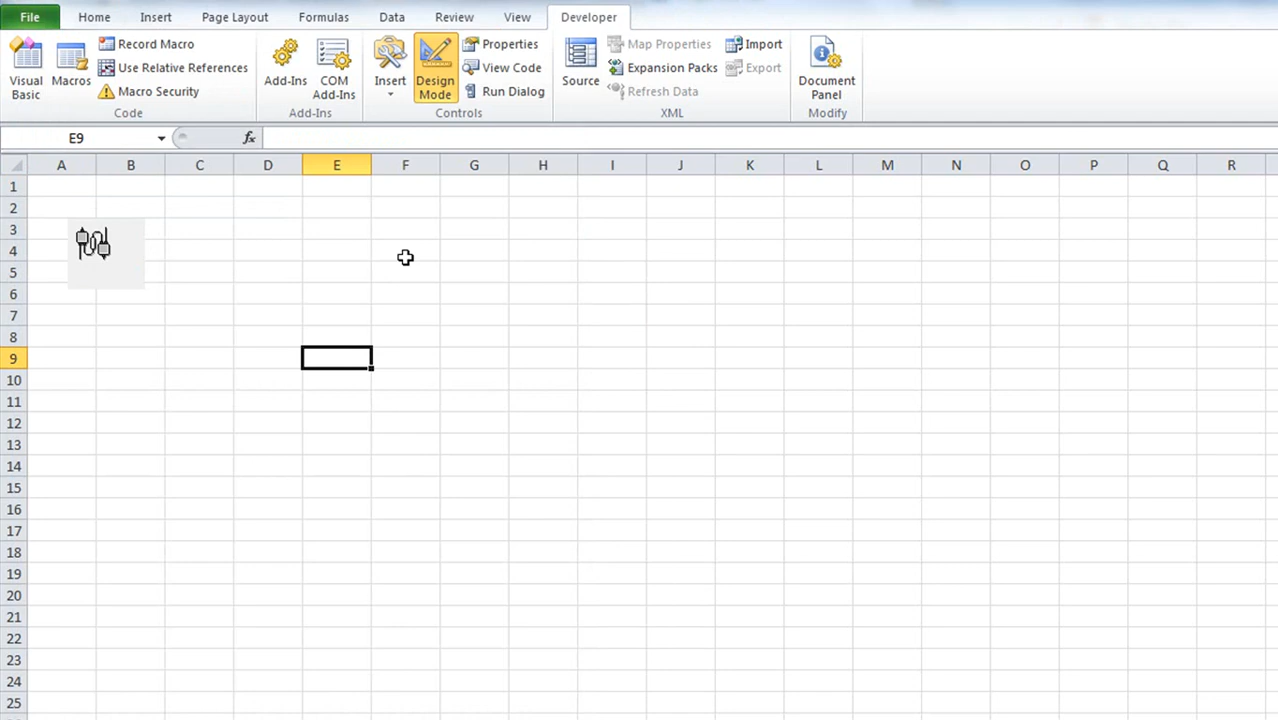 File Home Insert Page Layout Formulas Data Review View Developer
Visual Basic
Macros
Record Macro
Use Relative References
Macro Security
Code
Add-Ins
COM Add-Ins
Add-Ins
Insert
Design Mode
Properties
View Code
Run Dialog
Controls
Source
Map Properties
Expansion Packs
Refresh Data
Import
Export
XML
Document Panel
Modify
E9 fx
A B C D E F G H I J K L M N O P Q R
1
2
3
4
5
6
7
8
9
10
11
12
13
14
15
16
17
18
19
20
21
22
23
24
25